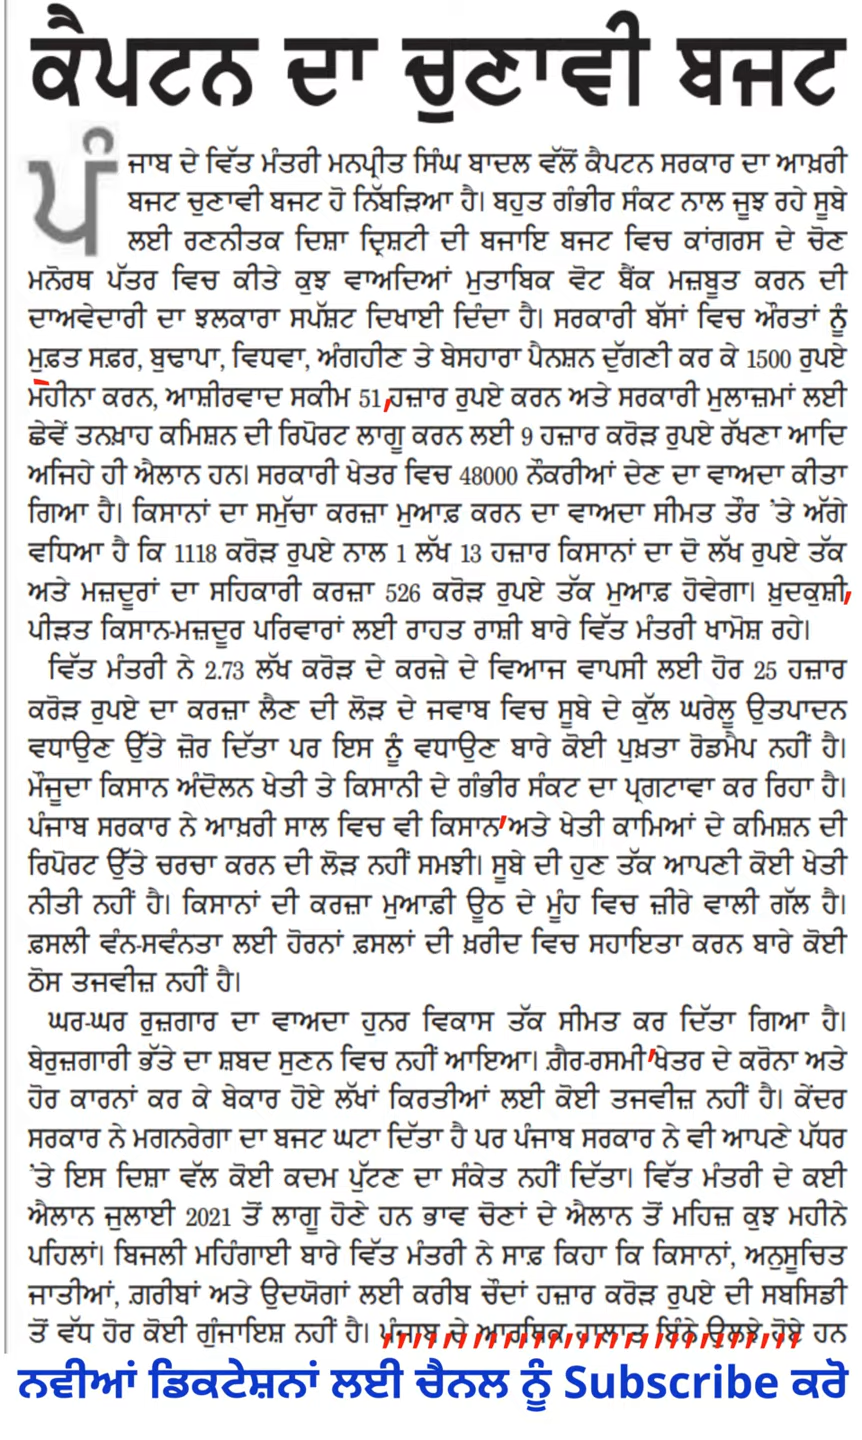 ਕੈਪਟਨ ਦਾ ਚੁਣਾਵੀ ਬਜਟ
ਪੰਜਾਬ ਦੇ ਵਿੱਤ ਮੰਤਰੀ ਮਨਪ੍ਰੀਤ ਸਿੰਘ ਬਾਦਲ ਵੱਲੋਂ ਕੈਪਟਨ ਸਰਕਾਰ ਦਾ ਆਖ਼ਰੀ
ਬਜਟ ਚੁਣਾਵੀ ਬਜਟ ਹੋ ਨਿੱਬੜਿਆ ਹੈ। ਬਹੁਤ ਗੰਭੀਰ ਸੰਕਟ ਨਾਲ ਜੂਝ ਰਹੇ ਸੂਬੇ
ਲਈ ਰਣਨੀਤਕ ਦਿਸ਼ਾ ਦ੍ਰਿਸ਼ਟੀ ਦੀ ਬਜਾਇ ਬਜਟ ਵਿਚ ਕਾਂਗਰਸ ਦੇ ਚੋਣ
ਮਨੋਰਥ ਪੱਤਰ ਵਿਚ ਕੀਤੇ ਕੁਝ ਵਾਅਦਿਆਂ ਮੁਤਾਬਿਕ ਵੋਟ ਬੈਂਕ ਮਜ਼ਬੂਤ ਕਰਨ ਦੀ
ਦਾਅਵੇਦਾਰੀ ਦਾ ਝਲਕਾਰਾ ਸਪੱਸ਼ਟ ਦਿਖਾਈ ਦਿੰਦਾ ਹੈ। ਸਰਕਾਰੀ ਬੱਸਾਂ ਵਿਚ ਔਰਤਾਂ ਨੂੰ
ਮੁਫ਼ਤ ਸਫ਼ਰ, ਬੁਢਾਪਾ, ਵਿਧਵਾ, ਅੰਗਹੀਣ ਤੇ ਬੇਸਹਾਰਾ ਪੈਨਸ਼ਨ ਦੁੱਗਣੀ ਕਰ ਕੇ 1500 ਰੁਪਏ
ਮਹੀਨਾ ਕਰਨ, ਆਸ਼ੀਰਵਾਦ ਸਕੀਮ 51 ਹਜ਼ਾਰ ਰੁਪਏ ਕਰਨ ਅਤੇ ਸਰਕਾਰੀ ਮੁਲਾਜ਼ਮਾਂ ਲਈ
ਛੇਵੇਂ ਤਨਖ਼ਾਹ ਕਮਿਸ਼ਨ ਦੀ ਰਿਪੋਰਟ ਲਾਗੂ ਕਰਨ ਲਈ 9 ਹਜ਼ਾਰ ਕਰੋੜ ਰੁਪਏ ਰੱਖਣਾ ਆਦਿ
ਅਜਿਹੇ ਹੀ ਐਲਾਨ ਹਨ। ਸਰਕਾਰੀ ਖੇਤਰ ਵਿਚ 48000 ਨੌਕਰੀਆਂ ਦੇਣ ਦਾ ਵਾਅਦਾ ਕੀਤਾ
ਗਿਆ ਹੈ। ਕਿਸਾਨਾਂ ਦਾ ਸਮੁੱਚਾ ਕਰਜ਼ਾ ਮੁਆਫ਼ ਕਰਨ ਦਾ ਵਾਅਦਾ ਸੀਮਤ ਤੌਰ 'ਤੇ ਅੱਗੇ
ਵਧਿਆ ਹੈ ਕਿ 1118 ਕਰੋੜ ਰੁਪਏ ਨਾਲ 1 ਲੱਖ 13 ਹਜ਼ਾਰ ਕਿਸਾਨਾਂ ਦਾ ਦੋ ਲੱਖ ਰੁਪਏ ਤੱਕ
ਅਤੇ ਮਜ਼ਦੂਰਾਂ ਦਾ ਸਹਿਕਾਰੀ ਕਰਜ਼ਾ 526 ਕਰੋੜ ਰੁਪਏ ਤੱਕ ਮੁਆਫ਼ ਹੋਵੇਗਾ। ਖ਼ੁਦਕੁਸ਼ੀ
ਪੀੜਤ ਕਿਸਾਨ-ਮਜ਼ਦੂਰ ਪਰਿਵਾਰਾਂ ਲਈ ਰਾਹਤ ਰਾਸ਼ੀ ਬਾਰੇ ਵਿੱਤ ਮੰਤਰੀ ਖਾਮੋਸ਼ ਰਹੇ।
ਵਿੱਤ ਮੰਤਰੀ ਨੇ 2.73 ਲੱਖ ਕਰੋੜ ਦੇ ਕਰਜ਼ੇ ਦੇ ਵਿਆਜ ਵਾਪਸੀ ਲਈ ਹੋਰ 25 ਹਜ਼ਾਰ
ਕਰੋੜ ਰੁਪਏ ਦਾ ਕਰਜ਼ਾ ਲੈਣ ਦੀ ਲੋੜ ਦੇ ਜਵਾਬ ਵਿਚ ਸੂਬੇ ਦੇ ਕੁੱਲ ਘਰੇਲੂ ਉਤਪਾਦਨ
ਵਧਾਉਣ ਉੱਤੇ ਜ਼ੋਰ ਦਿੱਤਾ ਪਰ ਇਸ ਨੂੰ ਵਧਾਉਣ ਬਾਰੇ ਕੋਈ ਪੁਖ਼ਤਾ ਰੋਡਮੈਪ ਨਹੀਂ ਹੈ।
ਮੌਜੂਦਾ ਕਿਸਾਨ ਅੰਦੋਲਨ ਖੇਤੀ ਤੇ ਕਿਸਾਨੀ ਦੇ ਗੰਭੀਰ ਸੰਕਟ ਦਾ ਪ੍ਰਗਟਾਵਾ ਕਰ ਰਿਹਾ ਹੈ।
ਪੰਜਾਬ ਸਰਕਾਰ ਨੇ ਆਖ਼ਰੀ ਸਾਲ ਵਿਚ ਵੀ ਕਿਸਾਨ ਅਤੇ ਖੇਤੀ ਕਾਮਿਆਂ ਦੇ ਕਮਿਸ਼ਨ ਦੀ
ਰਿਪੋਰਟ ਉੱਤੇ ਚਰਚਾ ਕਰਨ ਦੀ ਲੋੜ ਨਹੀਂ ਸਮਝੀ। ਸੂਬੇ ਦੀ ਹੁਣ ਤੱਕ ਆਪਣੀ ਕੋਈ ਖੇਤੀ
ਨੀਤੀ ਨਹੀਂ ਹੈ। ਕਿਸਾਨਾਂ ਦੀ ਕਰਜ਼ਾ ਮੁਆਫ਼ੀ ਊਠ ਦੇ ਮੂੰਹ ਵਿਚ ਜ਼ੀਰੇ ਵਾਲੀ ਗੱਲ ਹੈ।
ਫ਼ਸਲੀ ਵੰਨ-ਸਵੰਨਤਾ ਲਈ ਹੋਰਨਾਂ ਫ਼ਸਲਾਂ ਦੀ ਖ਼ਰੀਦ ਵਿਚ ਸਹਾਇਤਾ ਕਰਨ ਬਾਰੇ ਕੋਈ
ਠੋਸ ਤਜਵੀਜ਼ ਨਹੀਂ ਹੈ।
ਘਰ-ਘਰ ਰੁਜ਼ਗਾਰ ਦਾ ਵਾਅਦਾ ਹੁਨਰ ਵਿਕਾਸ ਤੱਕ ਸੀਮਤ ਕਰ ਦਿੱਤਾ ਗਿਆ ਹੈ।
ਬੇਰੁਜ਼ਗਾਰੀ ਭੱਤੇ ਦਾ ਸ਼ਬਦ ਸੁਣਨ ਵਿਚ ਨਹੀਂ ਆਇਆ। ਗ਼ੈਰ-ਰਸਮੀ ਖੇਤਰ ਦੇ ਕਰੋਨਾ ਅਤੇ
ਹੋਰ ਕਾਰਨਾਂ ਕਰ ਕੇ ਬੇਕਾਰ ਹੋਏ ਲੱਖਾਂ ਕਿਰਤੀਆਂ ਲਈ ਕੋਈ ਤਜਵੀਜ਼ ਨਹੀਂ ਹੈ। ਕੇਂਦਰ
ਸਰਕਾਰ ਨੇ ਮਗਨਰੇਗਾ ਦਾ ਬਜਟ ਘਟਾ ਦਿੱਤਾ ਹੈ ਪਰ ਪੰਜਾਬ ਸਰਕਾਰ ਨੇ ਵੀ ਆਪਣੇ ਪੱਧਰ
'ਤੇ ਇਸ ਦਿਸ਼ਾ ਵੱਲ ਕੋਈ ਕਦਮ ਪੁੱਟਣ ਦਾ ਸੰਕੇਤ ਨਹੀਂ ਦਿੱਤਾ। ਵਿੱਤ ਮੰਤਰੀ ਦੇ ਕਈ
ਐਲਾਨ ਜੁਲਾਈ 2021 ਤੋਂ ਲਾਗੂ ਹੋਣੇ ਹਨ ਭਾਵ ਚੋਣਾਂ ਦੇ ਐਲਾਨ ਤੋਂ ਮਹਿਜ਼ ਕੁਝ ਮਹੀਨੇ
ਪਹਿਲਾਂ। ਬਿਜਲੀ ਮਹਿੰਗਾਈ ਬਾਰੇ ਵਿੱਤ ਮੰਤਰੀ ਨੇ ਸਾਫ਼ ਕਿਹਾ ਕਿ ਕਿਸਾਨਾਂ, ਅਨੁਸੂਚਿਤ
ਜਾਤੀਆਂ, ਗ਼ਰੀਬਾਂ ਅਤੇ ਉਦਯੋਗਾਂ ਲਈ ਕਰੀਬ ਚੌਦਾਂ ਹਜ਼ਾਰ ਕਰੋੜ ਰੁਪਏ ਦੀ ਸਬਸਿਡੀ
ਤੋਂ ਵੱਧ ਹੋਰ ਕੋਈ ਗੁੰਜਾਇਸ਼ ਨਹੀਂ ਹੈ। ਪੰਜਾਬ ਦੇ ਆਰਥਿਕ ਹਾਲਾਤ ਇੰਨੇ ਉਲਝੇ ਹੋਏ ਹਨ
ਨਵੀਆਂ ਡਿਕਟੇਸ਼ਨਾਂ ਲਈ ਚੈਨਲ ਨੂੰ Subscribe ਕਰੋ